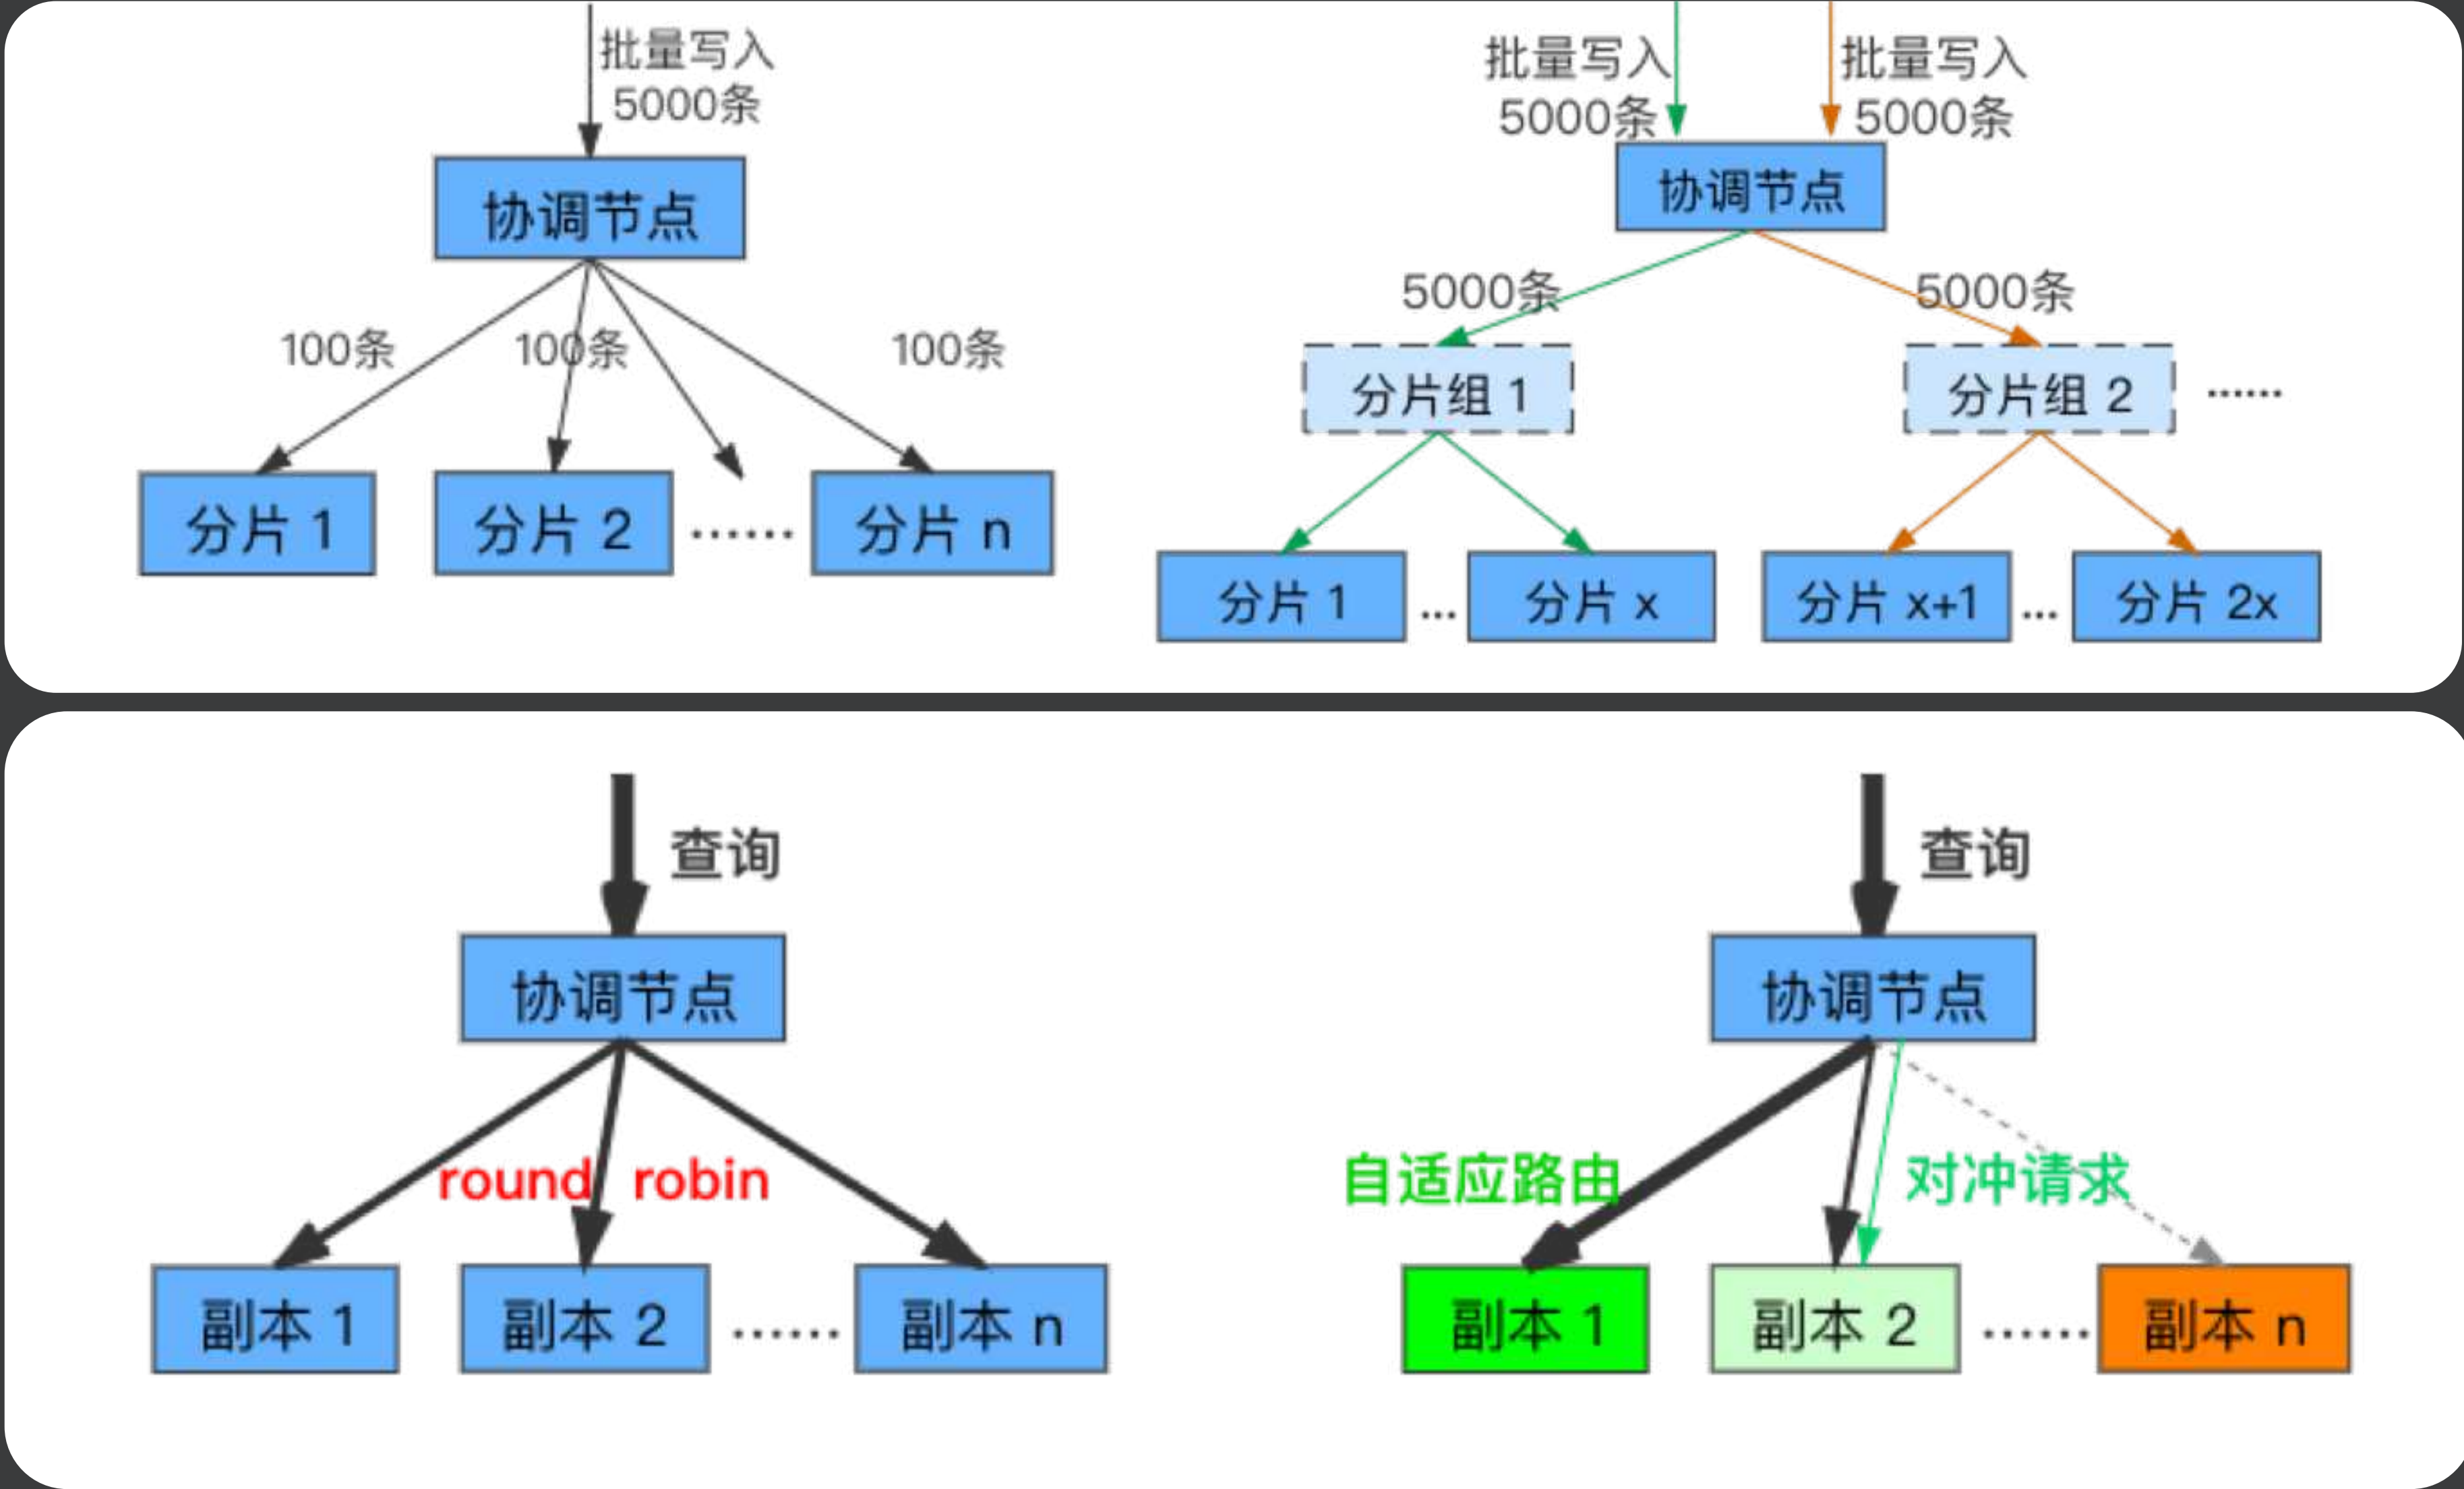 批量写入
5000条
协调节点
100条
100条
100条
分片 1
分片 2
......
分片 n
批量写入
5000条
批量写入
5000条
协调节点
5000条
5000条
分片组 1
分片组 2
......
分片 1
...
分片 x
分片 x+1
...
分片 2x
查询
协调节点
round robin
副本 1
副本 2
......
副本 n
查询
协调节点
自适应路由
对冲请求
副本 1
副本 2
......
副本 n